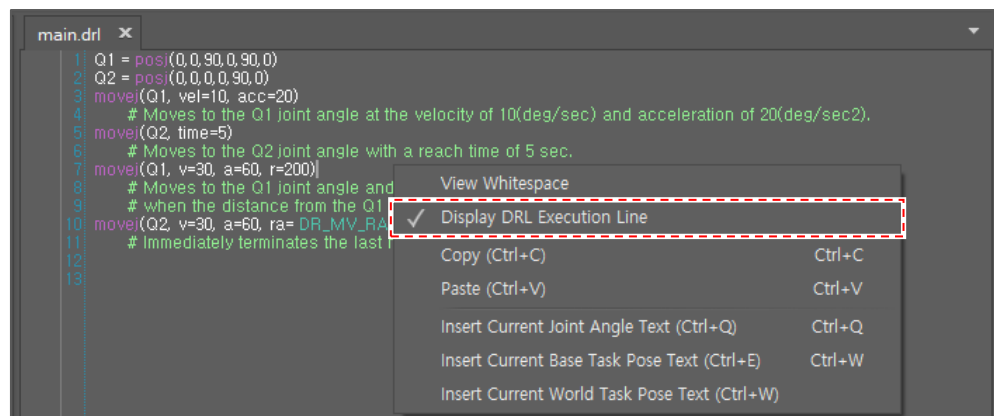 main.drl
1 Q1 = posj(0,0,90,0,90,0)
2 Q2 = posj(0,0,0,0,90,0)
3 movej(Q1, vel=10, acc=20)
4 # Moves to the Q1 joint angle at the velocity of 10(deg/sec) and acceleration of 20(deg/sec2).
5 movej(Q2, time=5)
6 # Moves to the Q2 joint angle with a reach time of 5 sec.
7 movej(Q1, v=30, a=60, r=200)
8 # Moves to the Q1 joint angle and
9 # when the distance from the Q1
10 movej(Q2, v=30, a=60, ra= DR_MV_RA
11 # Immediately terminates the last
12
13
View Whitespace
✓ Display DRL Execution Line
Copy (Ctrl+C) Ctrl+C
Paste (Ctrl+V) Ctrl+V
Insert Current Joint Angle Text (Ctrl+Q) Ctrl+Q
Insert Current Base Task Pose Text (Ctrl+E) Ctrl+W
Insert Current World Task Pose Text (Ctrl+W)